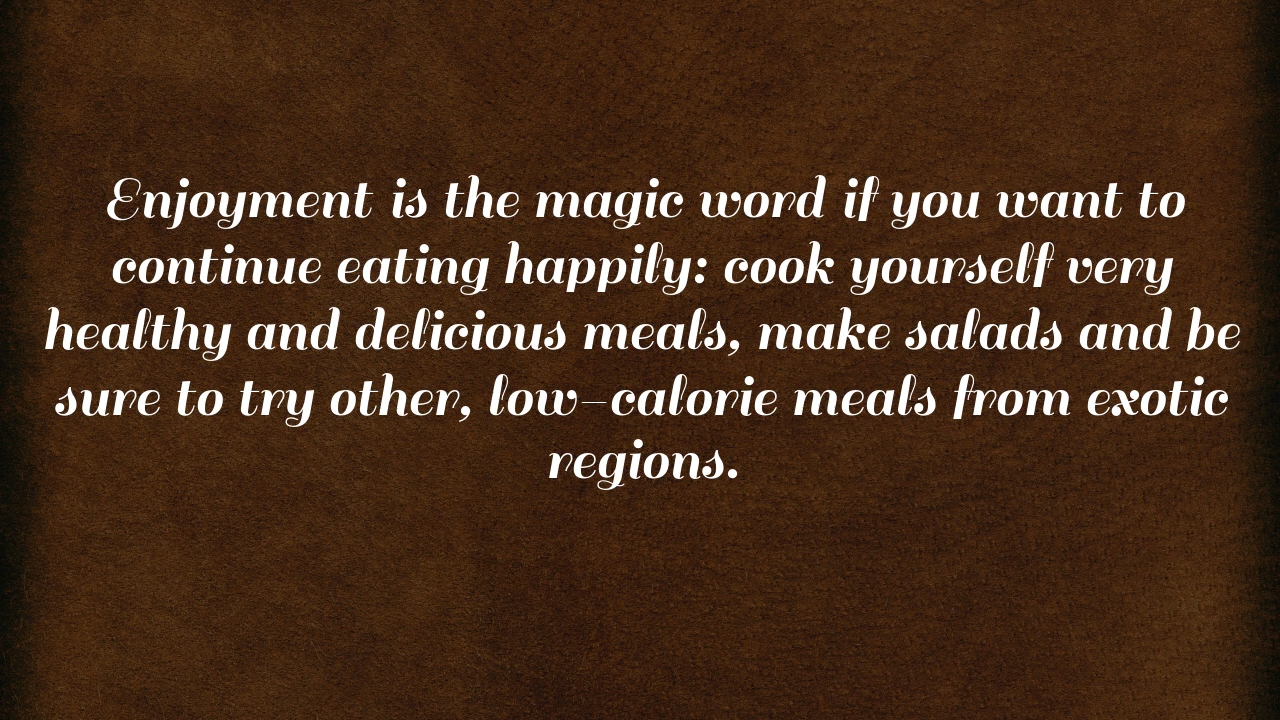 Enjoyment is the magic word if you want to
continue eating happily: cook yourself very
healthy and delicious meals, make salads and be
sure to try other, low-calorie meals from exotic
regions.